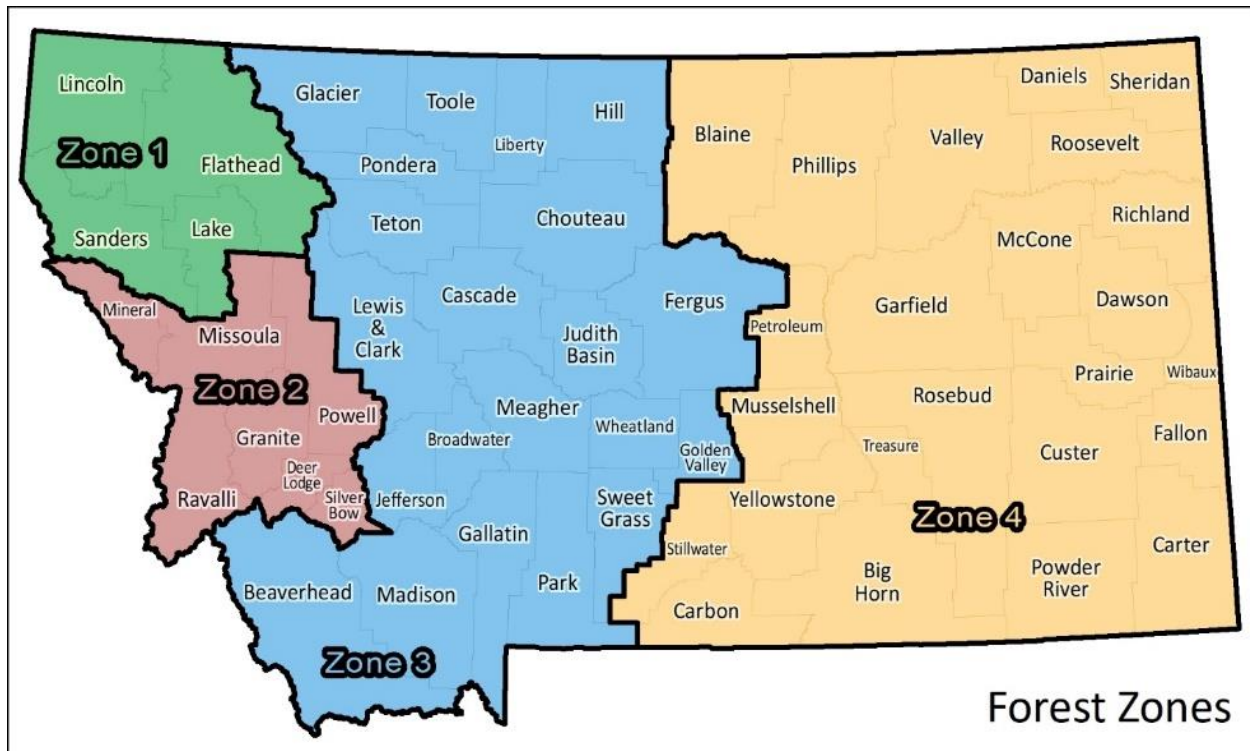 Lincoln
Zone 1
Flathead
Sanders
Lake
Mineral
Missoula
Zone 2
Powell
Granite
Deer
Lodge
Silver
Bow
Ravalli
Glacier
Toole
Hill
Liberty
Pondera
Teton
Chouteau
Lewis
&
Clark
Cascade
Fergus
Judith
Basin
Meagher
Wheatland
Broadwater
Golden
Valley
Jefferson
Sweet
Grass
Gallatin
Park
Beaverhead
Madison
Zone 3
Daniels
Sheridan
Blaine
Phillips
Valley
Roosevelt
Richland
McCone
Garfield
Dawson
Petroleum
Prairie
Wibaux
Rosebud
Musselshell
Treasure
Custer
Fallon
Yellowstone
Zone 4
Stillwater
Carter
Big
Horn
Powder
River
Carbon
Forest Zones